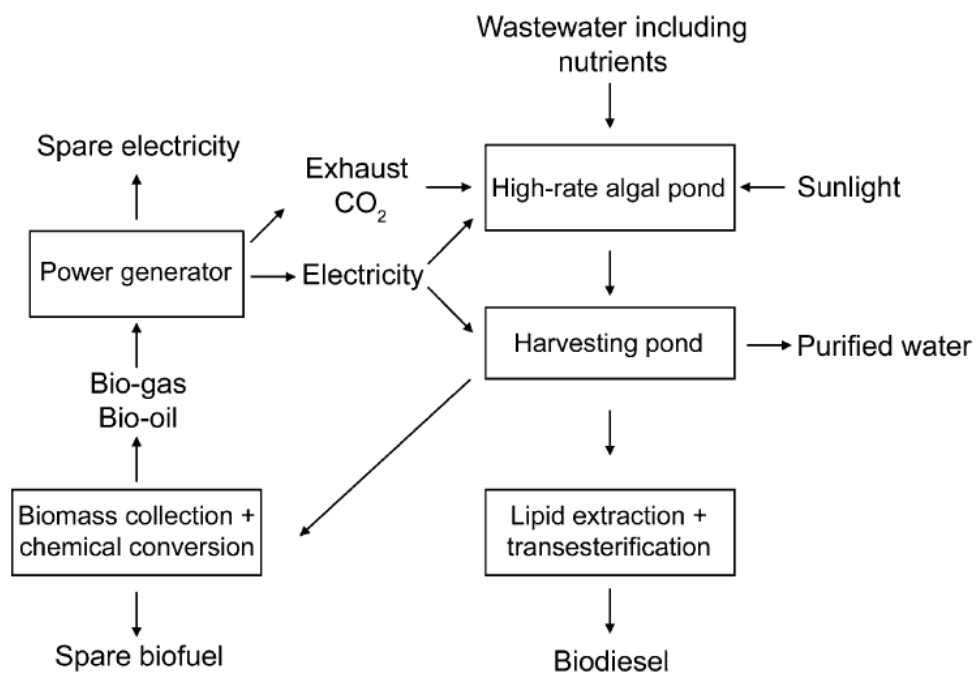 Wastewater including
nutrients
Spare electricity
Exhaust
CO₂
High-rate algal pond
Sunlight
Power generator
Electricity
Harvesting pond
Purified water
Bio-gas
Bio-oil
Biomass collection +
chemical conversion
Lipid extraction +
transesterification
Spare biofuel
Biodiesel